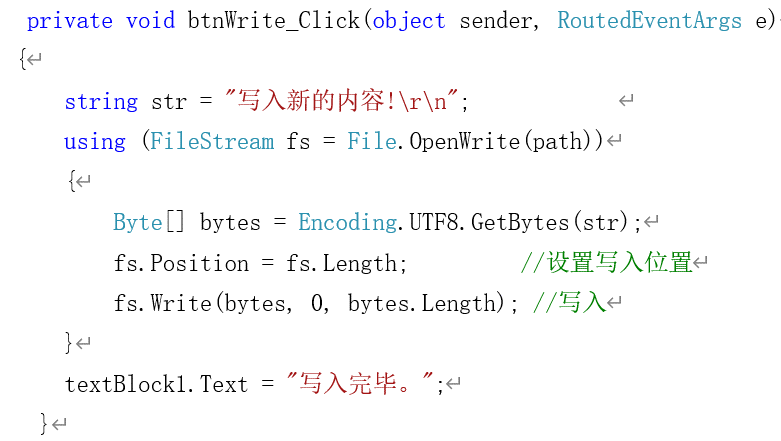 private void btnWrite_Click(object sender, RoutedEventArgs e)
{↵
string str = "写入新的内容!\r\n"; ↵
using (FileStream fs = File.OpenWrite(path))↵
{↵
Byte[] bytes = Encoding.UTF8.GetBytes(str);↵
fs.Position = fs.Length; //设置写入位置↵
fs.Write(bytes, 0, bytes.Length); //写入↵
}↵
textBlock1.Text = "写入完毕。";↵
}↵